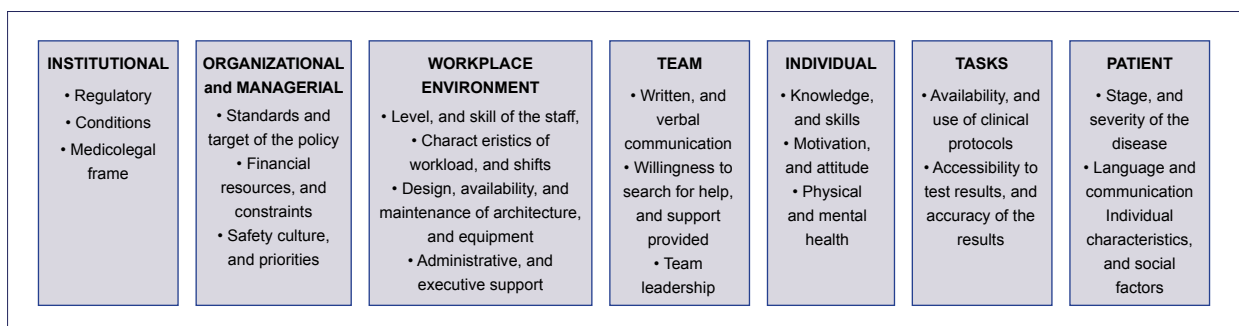 INSTITUTIONAL
• Regulatory
• Conditions
• Medicolegal
frame
ORGANIZATIONAL
and MANAGERIAL
• Standards and
target of the policy
• Financial
resources, and
constraints
• Safety culture,
and priorities
WORKPLACE
ENVIRONMENT
• Level, and skill of the staff,
• Charact eristics of
workload, and shifts
• Design, availability, and
maintenance of architecture,
and equipment
• Administrative, and
executive support
TEAM
• Written, and
verbal
communication
• Willingness to
search for help,
and support
provided
• Team
leadership
INDIVIDUAL
• Knowledge,
and skills
• Motivation,
and attitude
• Physical
and mental
health
TASKS
• Availability, and
use of clinical
protocols
• Accessibility to
test results, and
accuracy of the
results
PATIENT
• Stage, and
severity of the
disease
• Language and
communication
Individual
characteristics,
and social
factors